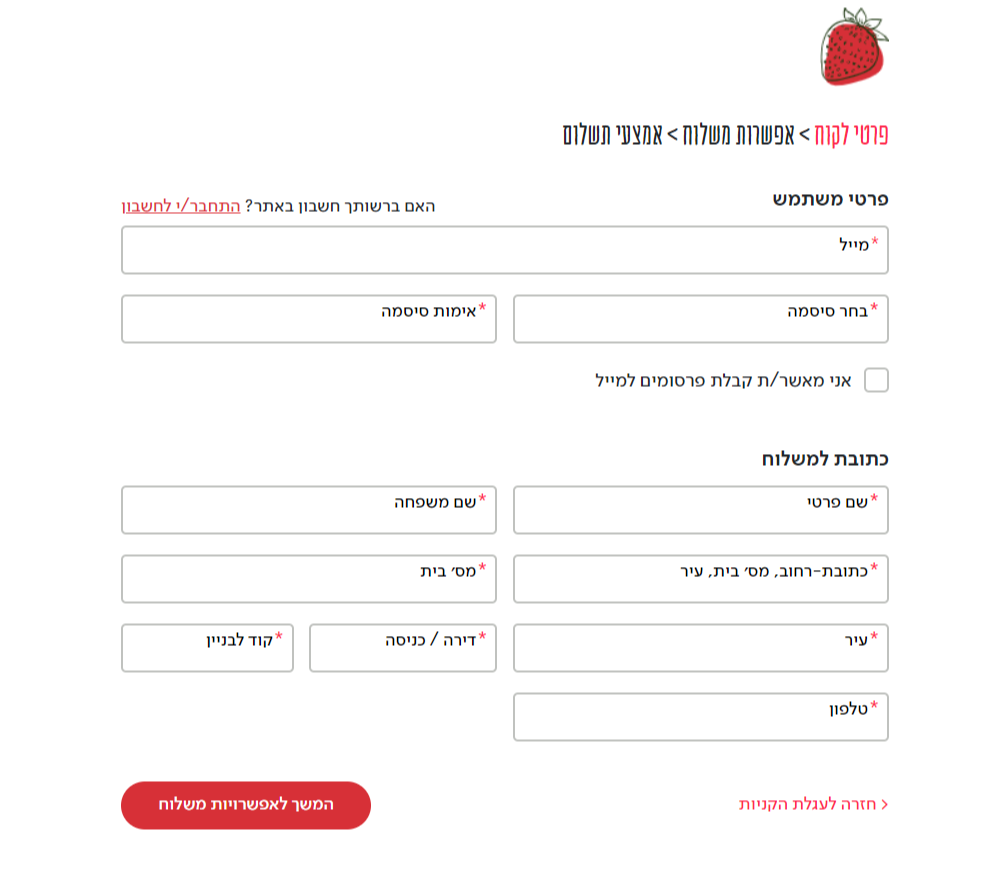 פרטי לקוח > אפשרות משלוח > אמצעי תשלום
פרטי משתמש
האם ברשותך חשבון באתר? התחבר/י לחשבון
*מייל
*בחר סיסמה
*אימות סיסמה
אני מאשר/ת קבלת פרסומים למייל
כתובת למשלוח
*שם פרטי
*שם משפחה
*כתובת-רחוב, מס׳ בית, עיר
*מס׳ בית
*עיר
*דירה / כניסה
*קוד לבניין
*טלפון
< חזרה לעגלת הקניות
המשך לאפשרויות משלוח